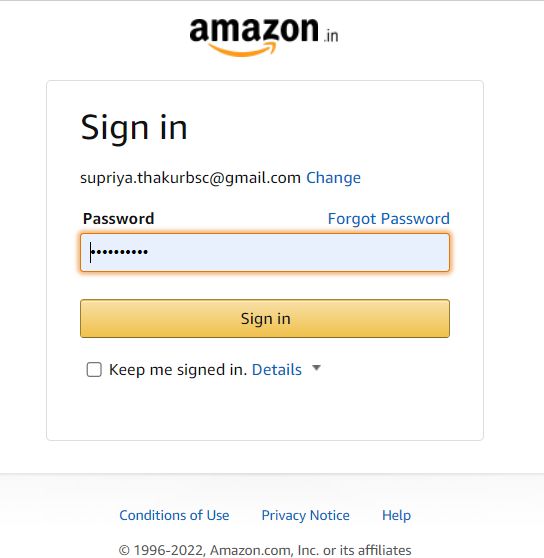 amazon.in
Sign in
supriya.thakurbsc@gmail.com Change
Password Forgot Password
••••••••••
Sign in
Keep me signed in. Details
Conditions of Use Privacy Notice Help
© 1996-2022, Amazon.com, Inc. or its affiliates